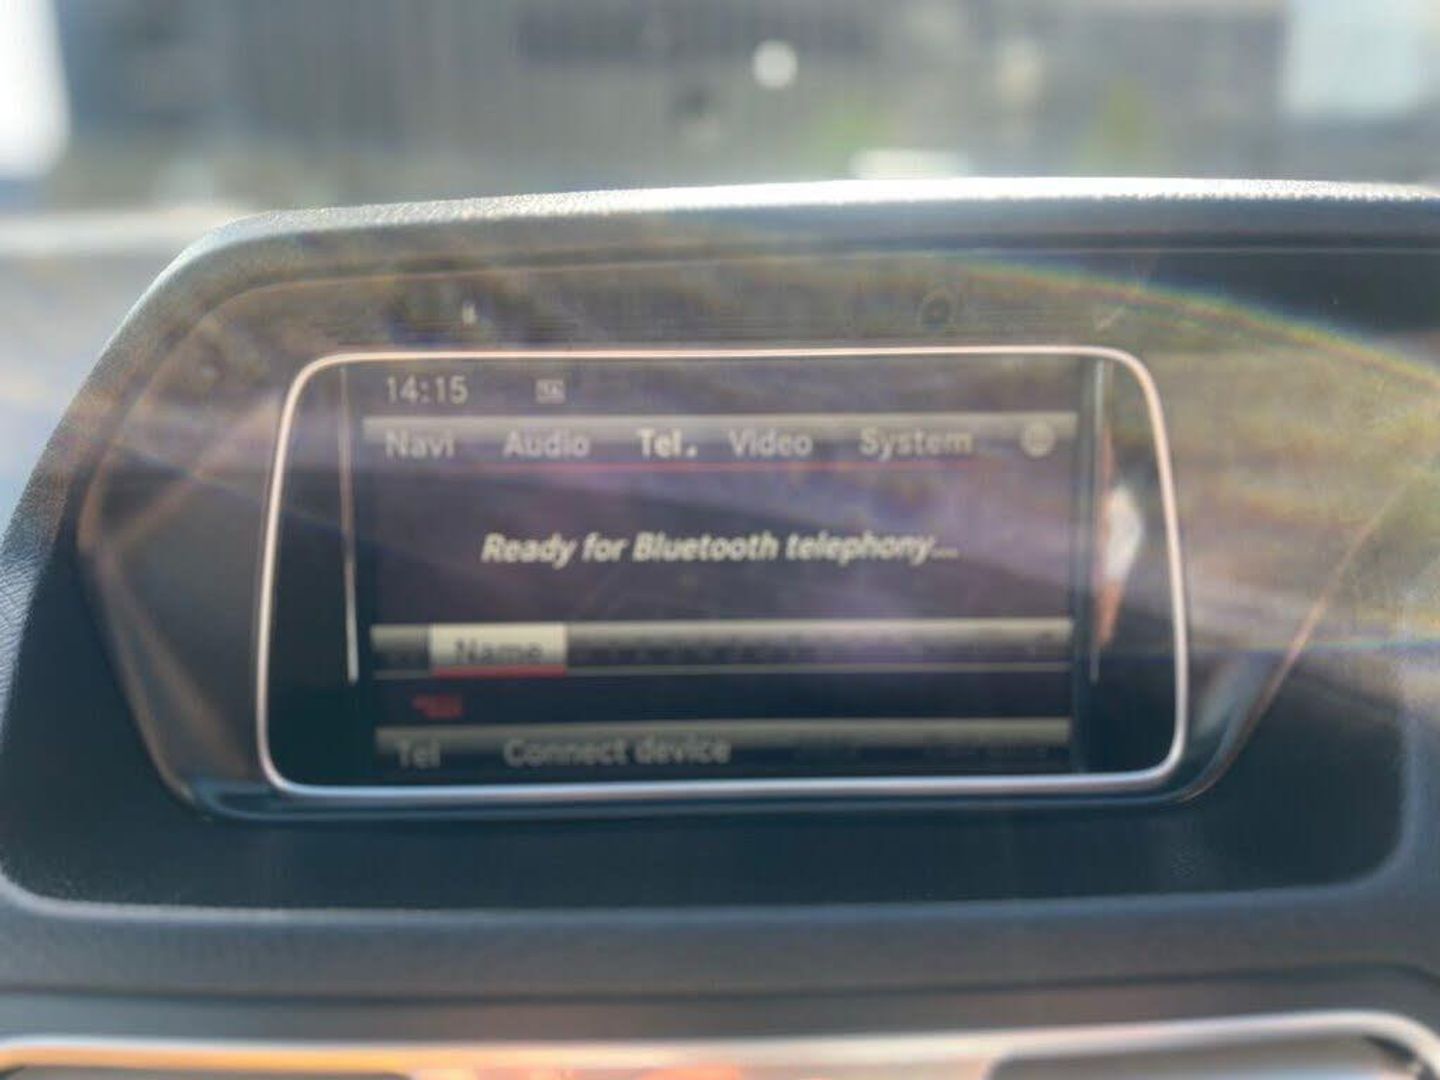 14:15
Navi Audio Tel. Video System
Ready for Bluetooth telephony...
Name
Tel Connect device